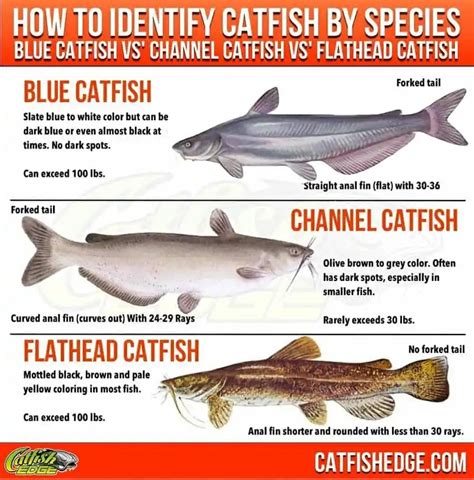 HOW TO IDENTIFY CATFISH BY SPECIES
BLUE CATFISH VS' CHANNEL CATFISH VS' FLATHEAD CATFISH
BLUE CATFISH
Slate blue to white color but can be
dark blue or even almost black at
times. No dark spots.
Can exceed 100 lbs.
Forked tail
Straight anal fin (flat) with 30-36
Forked tail
CHANNEL CATFISH
Olive brown to grey color. Often
has dark spots, especially in
smaller fish.
Rarely exceeds 30 lbs.
Curved anal fin (curves out) With 24-29 Rays
FLATHEAD CATFISH
Mottled black, brown and pale
yellow coloring in most fish.
Can exceed 100 lbs.
No forked tail
Anal fin shorter and rounded with less than 30 rays.
Catfish
EDGE
CATFISHEDGE.COM